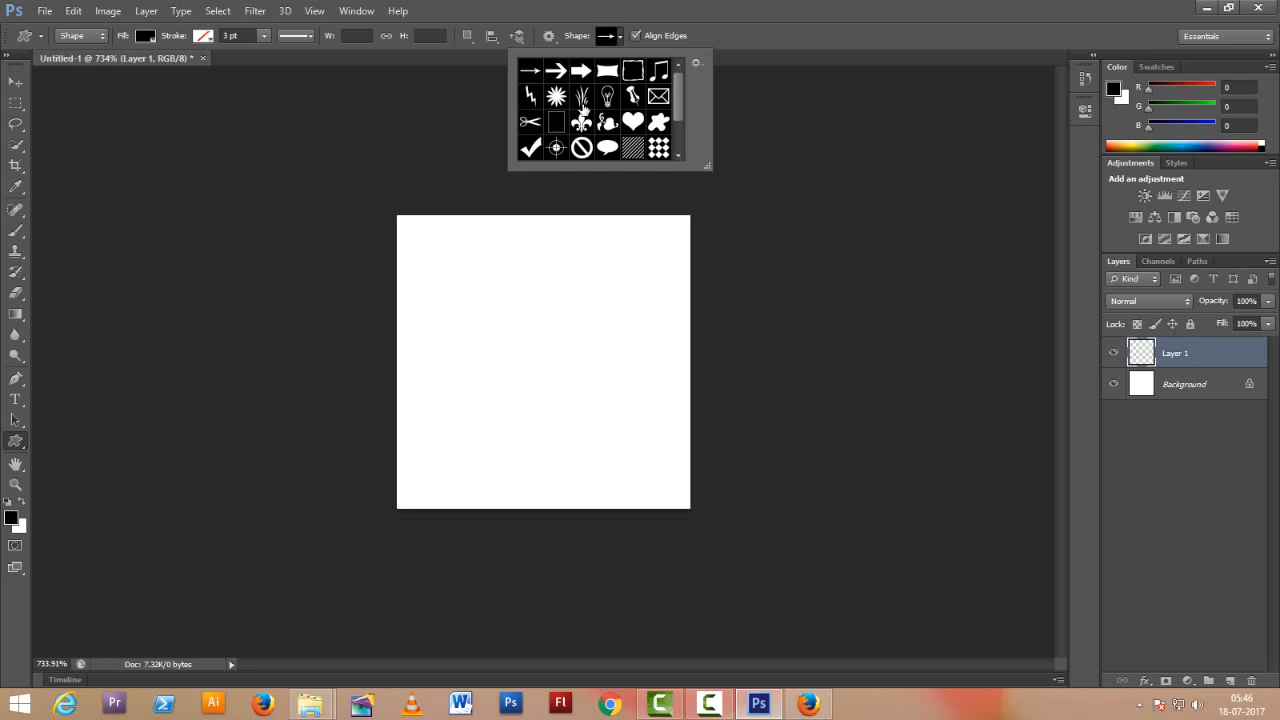 Ps File Edit Image Layer Type Select Filter 3D View Window Help
Shape Fill: Stroke: 3 pt W: H: Shape: Align Edges Essentials
Untitled-1 @ 734% (Layer 1, RGB/8) *
Color Swatches
R 0
G 0
B 0
Adjustments Styles
Add an adjustment
Layers Channels Paths
Kind
Normal Opacity: 100%
Lock: Fill: 100%
Layer 1
Background
733.91% Doc: 7.32K/0 bytes
Timeline
Pr Ai W Ps Fl C C Ps
05:46
18-07-2017